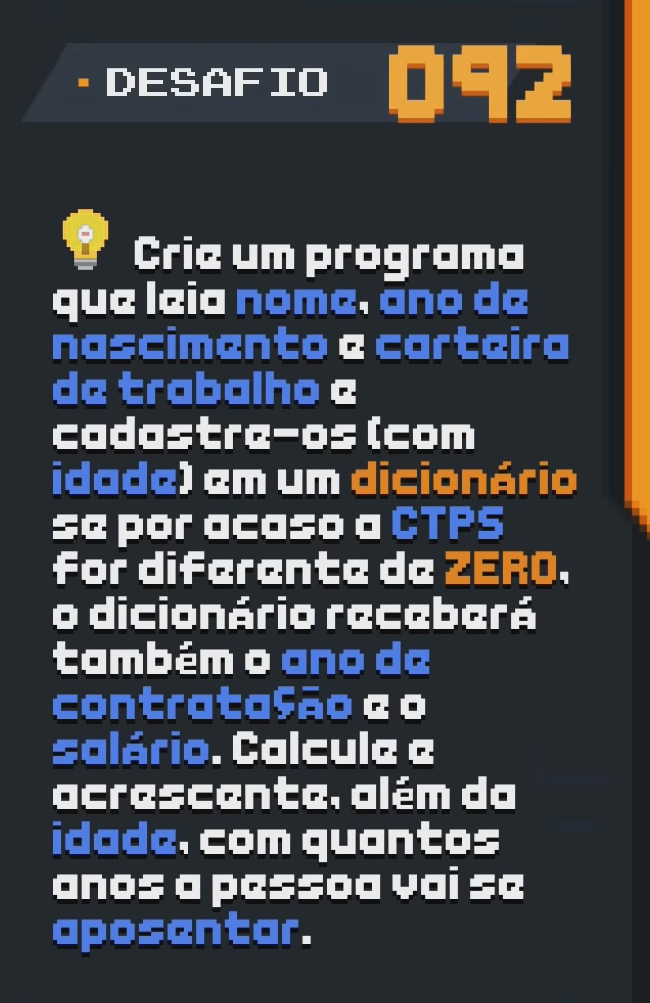 DESAFIO 092
Crie um programa
que leia nome, ano de
nascimento e carteira
de trabalho e
cadastre-os (com
idade) em um dicionário
se por acaso a CTPS
for diferente de ZERO,
o dicionário receberá
também o ano de
contratação e o
salário. Calcule e
acrescente, além da
idade, com quantos
anos a pessoa vai se
aposentar.